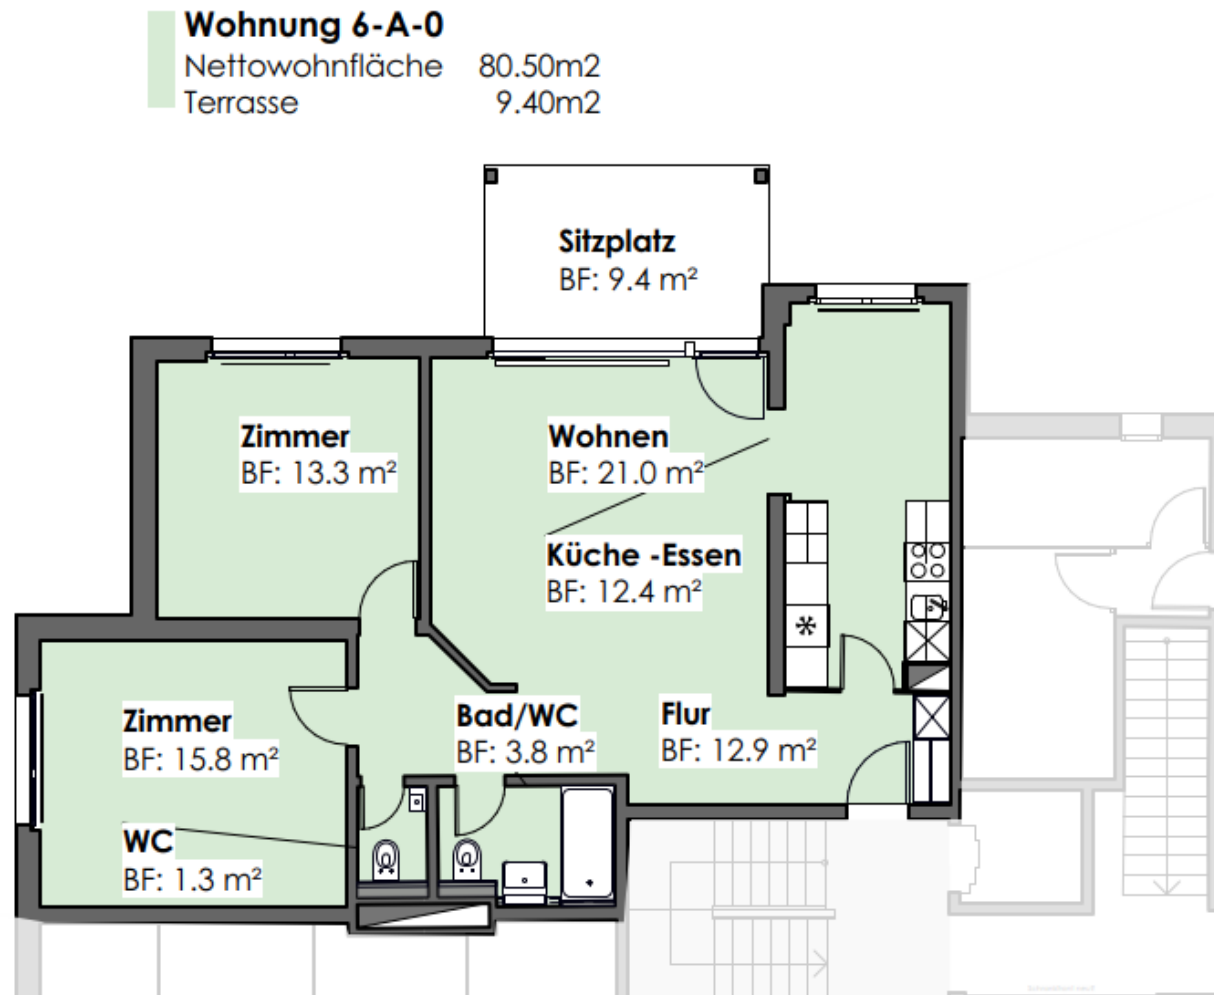 Wohnung 6-A-0
Nettowohnfläche 80.50m2
Terrasse 9.40m2
Sitzplatz
BF: 9.4 m²
Zimmer
BF: 13.3 m²
Wohnen
BF: 21.0 m²
Küche -Essen
BF: 12.4 m²
Zimmer
BF: 15.8 m²
Bad/WC
BF: 3.8 m²
Flur
BF: 12.9 m²
WC
BF: 1.3 m²